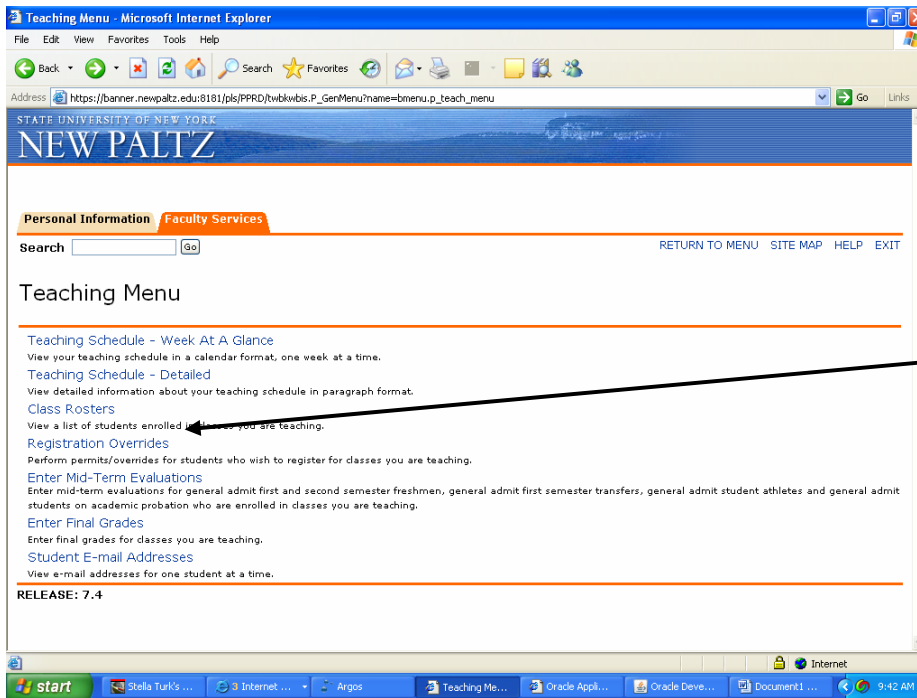 Teaching Menu - Microsoft Internet Explorer
File Edit View Favorites Tools Help
Back Search Favorites
Address https://banner.newpaltz.edu:8181/pls/PPRD/twbkwbis.P_GenMenu?name=bmenu.p_teach_menu Go Links
STATE UNIVERSITY OF NEW YORK
NEW PALTZ
Personal Information Faculty Services
Search Go RETURN TO MENU SITE MAP HELP EXIT
Teaching Menu
Teaching Schedule - Week At A Glance
View your teaching schedule in a calendar format, one week at a time.
Teaching Schedule - Detailed
View detailed information about your teaching schedule in paragraph format.
Class Rosters
View a list of students enrolled in classes you are teaching.
Registration Overrides
Perform permits/overrides for students who wish to register for classes you are teaching.
Enter Mid-Term Evaluations
Enter mid-term evaluations for general admit first and second semester freshmen, general admit first semester transfers, general admit student athletes and general admit
students on academic probation who are enrolled in classes you are teaching.
Enter Final Grades
Enter final grades for classes you are teaching.
Student E-mail Addresses
View e-mail addresses for one student at a time.
RELEASE: 7.4
Internet
start Stella Turk's ... 3 Internet ... Argos Teaching Me... Oracle Appli... Oracle Deve... Document1 ... 9:42 AM